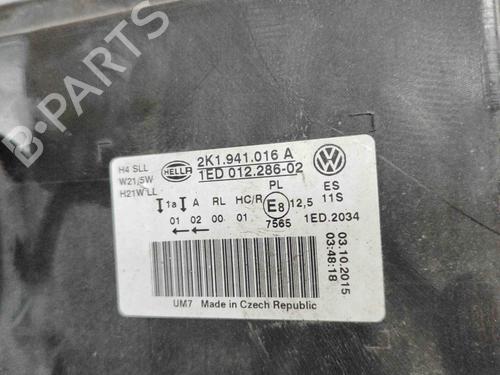 B-PARTS
H4 SLL
W21/5W
H21W LL
HELLA
2K1.941.016 A
1ED 012.286-02
PL
ES
1a A RL HC/R E8 12,5 11S
01 02 00 01 7565 1ED.2034
03.10.2015
03:48:18
UM7 Made in Czech Republic